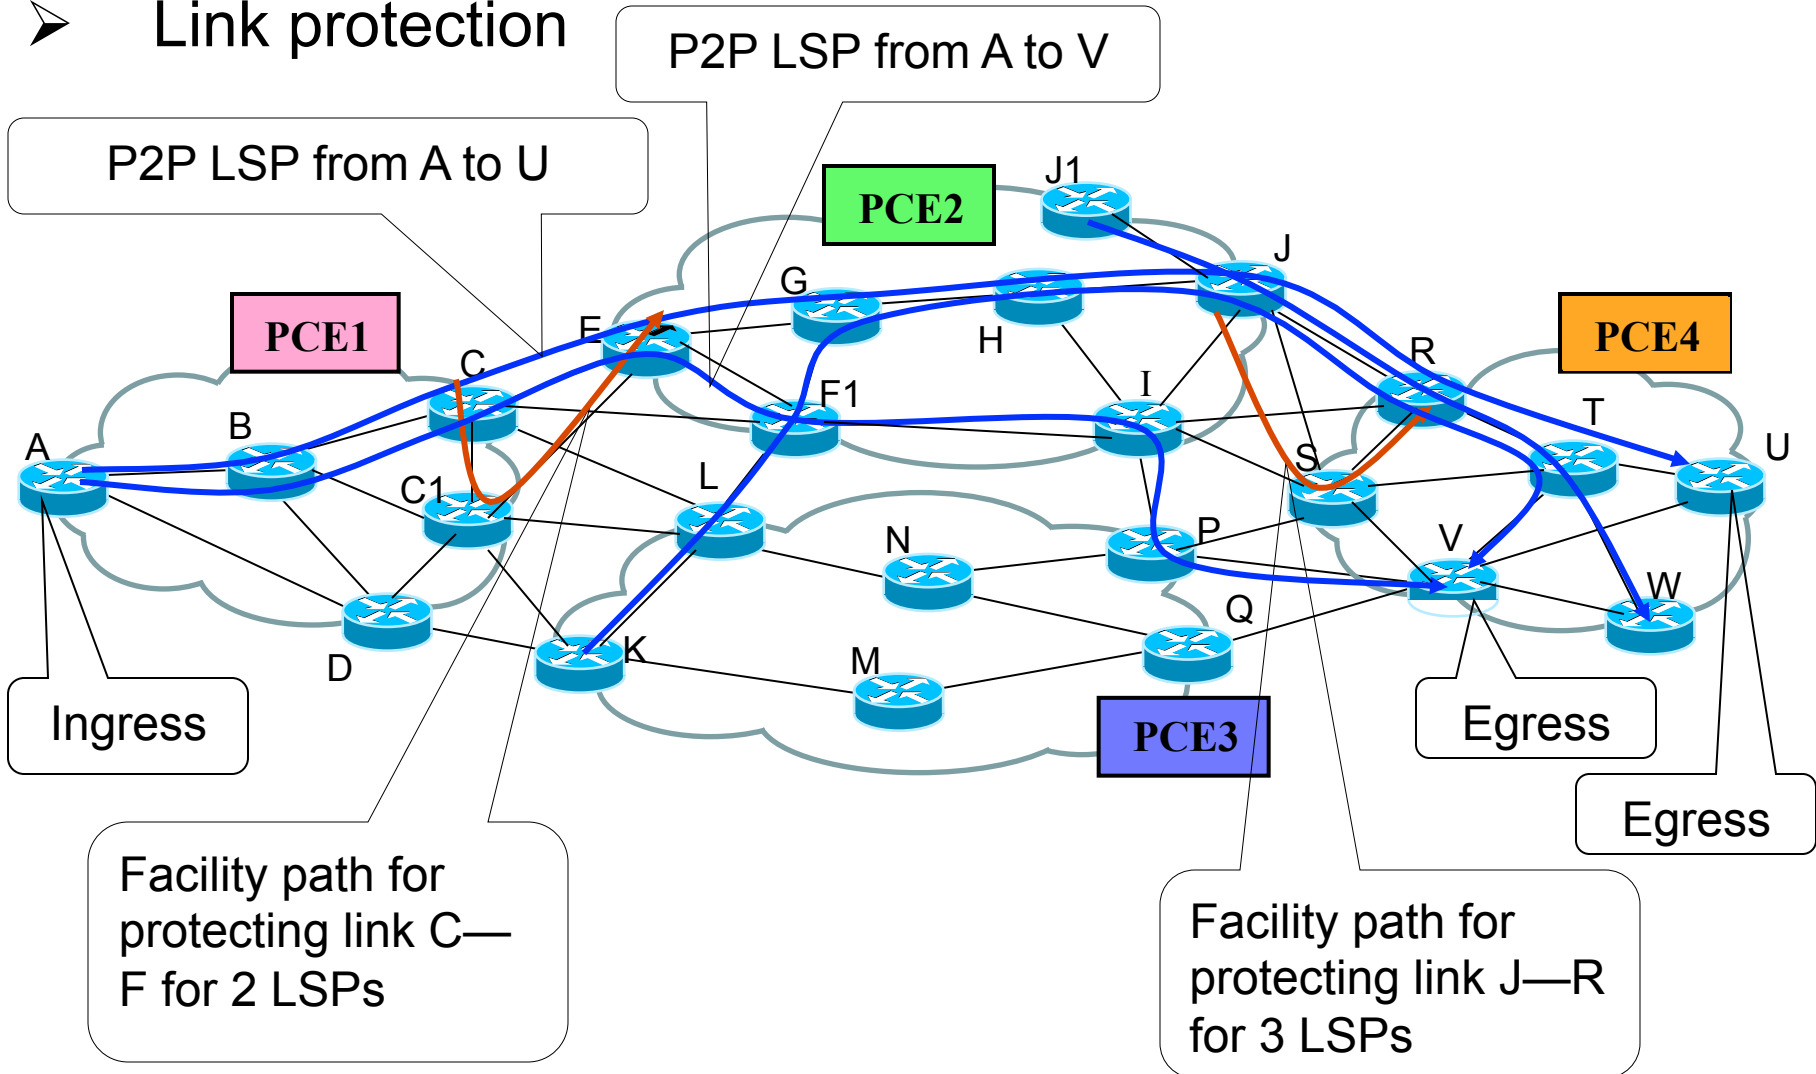 ➢ Link protection
P2P LSP from A to V
P2P LSP from A to U
PCE2
J1
J
G
PCE1
E
H
PCE4
C
R
F1
I
T
B
A
U
C1
L
S
N
P
V
W
D
K
M
Q
Ingress
PCE3
Egress
Egress
Facility path for
protecting link C—
F for 2 LSPs
Facility path for
protecting link J—R
for 3 LSPs